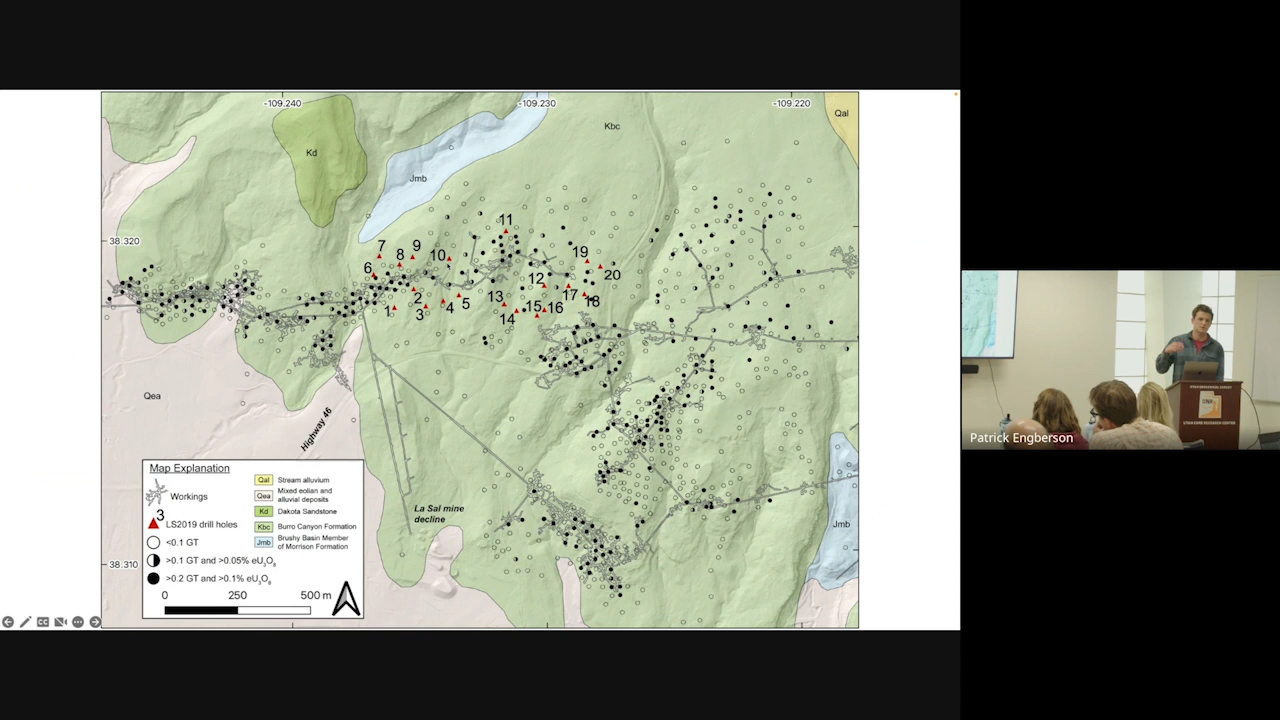 -109.240
-109.230
-109.220
Qal
Kbc
Kd
Jmb
11
38.320
7
9
8
10
19
6
20
12
2
13
17
18
5
1
4
15
16
3
14
Qea
Highway 46
La Sal mine
decline
Jmb
38.310
Map Explanation
Workings
3
LS2019 drill holes
<0.1 GT
>0.1 GT and >0.05% eU3O8
>0.2 GT and >0.1% eU3O8
0
250
500 m
Qal
Stream alluvium
Qea
Mixed eolian and
alluvial deposits
Kd
Dakota Sandstone
Kbc
Burro Canyon Formation
Jmb
Brushy Basin Member
of Morrison Formation
CC
Patrick Engberson